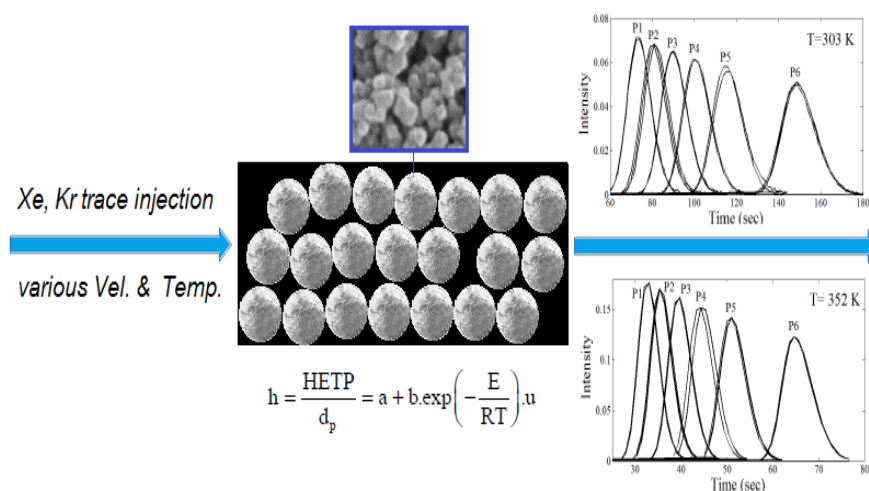 Xe, Kr trace injection
various Vel. & Temp.
h = HETP / dp = a + b.exp(-E/RT).u
T=303 K
P1
P2
P3
P4
P5
P6
Intensity
0.08
0.06
0.04
0.02
0
60 80 100 120 140 160 180
Time (sec)
T= 352 K
P1
P2
P3
P4
P5
P6
Intensity
0.15
0.1
0.05
0
30 40 50 60 70 80
Time (sec)